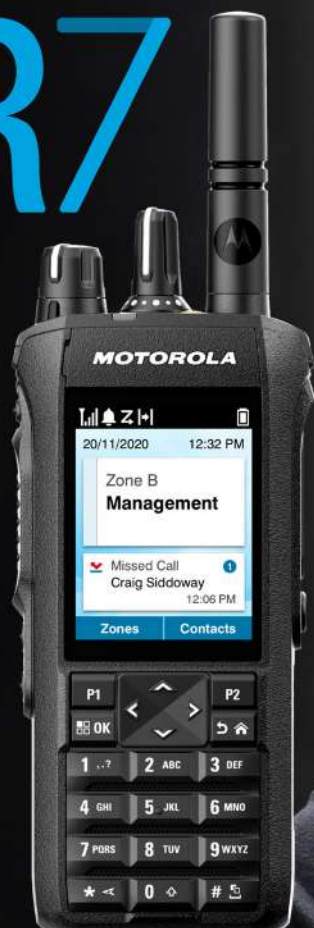 R7
MOTOROLA
20/11/2020 12:32 PM
Zone B
Management
Missed Call 1
Craig Siddoway
12:06 PM
Zones Contacts
P1 P2
OK
1 .,? 2 ABC 3 DEF
4 GHI 5 JKL 6 MNO
7 PQRS 8 TUV 9 WXYZ
* 0 #